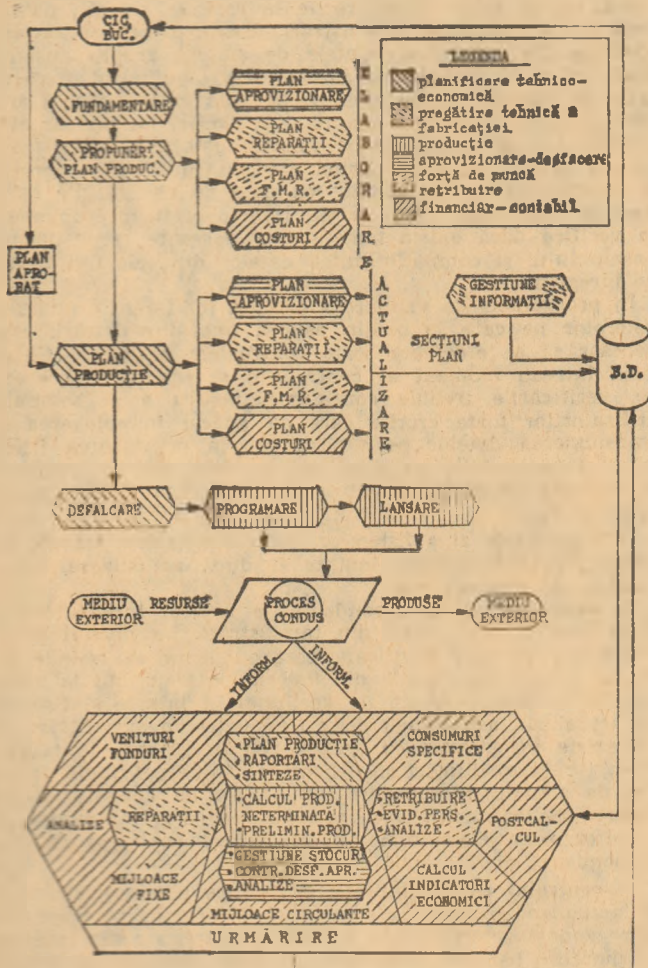 CIG
BUC.
FUNDAMENTARE
PROPUNERI
PLAN PRODUC.
PLAN
APRO-
BAT
PLAN
PRODUCȚIE
PLAN
APROVIZIONARE
PLAN
REPARAȚII
PLAN
F.M.R.
PLAN
COSTURI
ELABORARE
PLAN
APROVIZIONARE
PLAN
REPARAȚII
PLAN
F.M.R.
PLAN
COSTURI
ACTUALIZARE
LEGENDA
planificare tehnico-
economică
pregătire tehnică a
fabricației
producție
aprovizionare-desfacere
forță de muncă
retribuire
financiar-contabil
GESTIUNE
INFORMAȚII
SECȚIUNI
PLAN
B.D.
DEFALCARE
PROGRAMARE
LANSARE
MEDIU
EXTERIOR
RESURSE
PROCES
CONDUS
PRODUSE
MEDIU
EXTERIOR
INFORM.
INFORM.
VENITURI
FONDURI
•PLAN PRODUCȚIE
•RAPORTĂRI
•SINTEZE
CONSUMURI
SPECIFICE
ANALIZE
REPARAȚII
•CALCUL PROD.
NETERMINATA
•PRELIMIN.PROD.
•RETRIBUIRE
•EVID.PERS.
•ANALIZE
POSTCAL-
CUL
MIJLOACE
FIXE
•GESTIUNE STOCURI
•CONTR.DESF.APR.
•ANALIZE
CALCUL
INDICATORI
ECONOMICI
MIJLOACE CIRCULANTE
URMĂRIRE